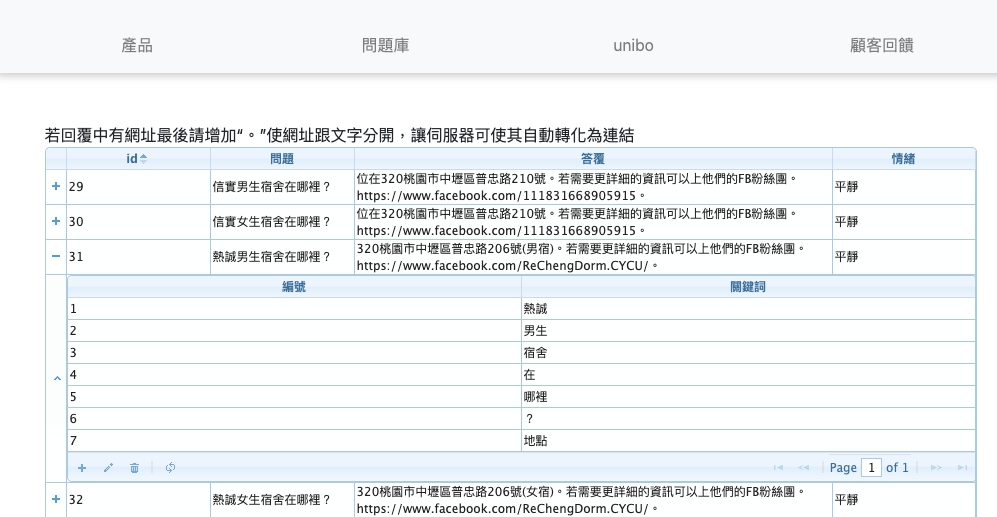 產品 問題庫 unibo 顧客回饋
若回覆中有網址最後請增加“。”使網址跟文字分開，讓伺服器可使其自動轉化為連結
id 問題 答覆 情緒
29 信實男生宿舍在哪裡？ 位在320桃園市中壢區普忠路210號。若需要更詳細的資訊可以上他們的FB粉絲團。 平靜
https://www.facebook.com/111831668905915。
30 信實女生宿舍在哪裡？ 位在320桃園市中壢區普忠路210號。若需要更詳細的資訊可以上他們的FB粉絲團。 平靜
https://www.facebook.com/111831668905915。
31 熱誠男生宿舍在哪裡？ 320桃園市中壢區普忠路206號(男宿)。若需要更詳細的資訊可以上他們的FB粉絲團。 平靜
https://www.facebook.com/ReChengDorm.CYCU/。
編號 關鍵詞
1 熱誠
2 男生
3 宿舍
4 在
5 哪裡
6 ？
7 地點
Page 1 of 1
32 熱誠女生宿舍在哪裡？ 320桃園市中壢區普忠路206號(女宿)。若需要更詳細的資訊可以上他們的FB粉絲團。 平靜
https://www.facebook.com/ReChengDorm.CYCU/。